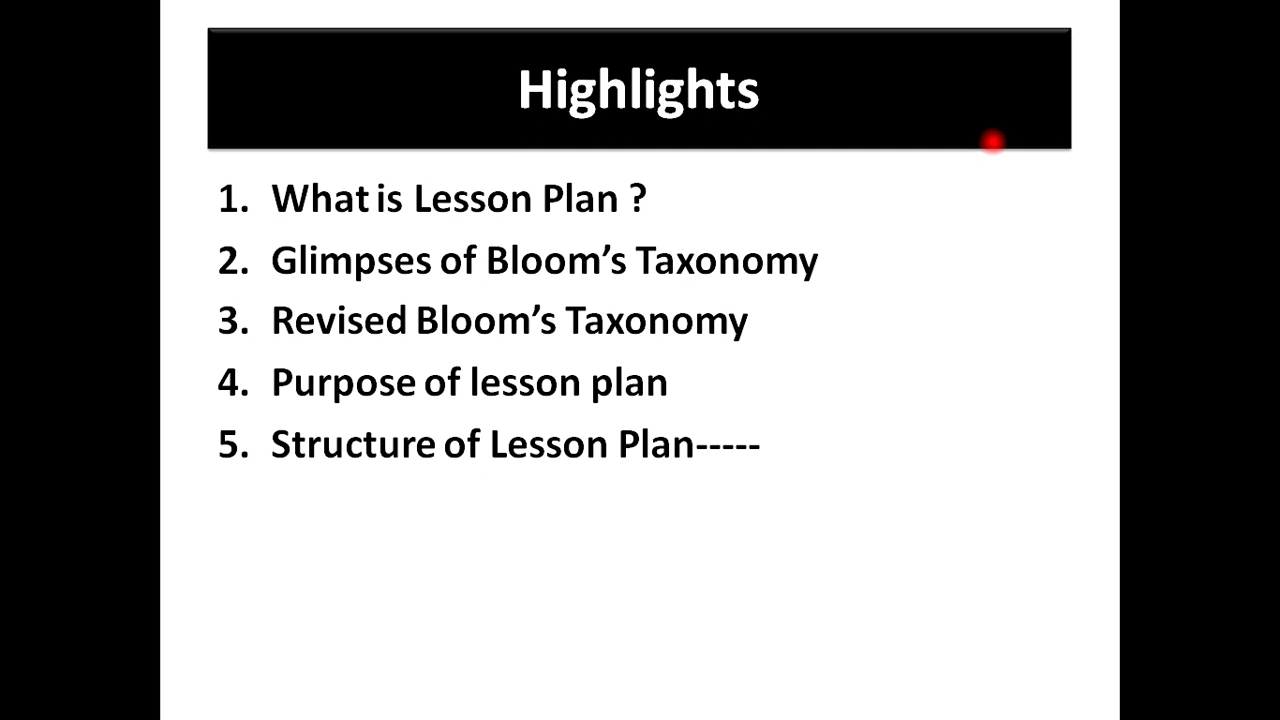 Highlights
1. What is Lesson Plan ?
2. Glimpses of Bloom’s Taxonomy
3. Revised Bloom’s Taxonomy
4. Purpose of lesson plan
5. Structure of Lesson Plan-----